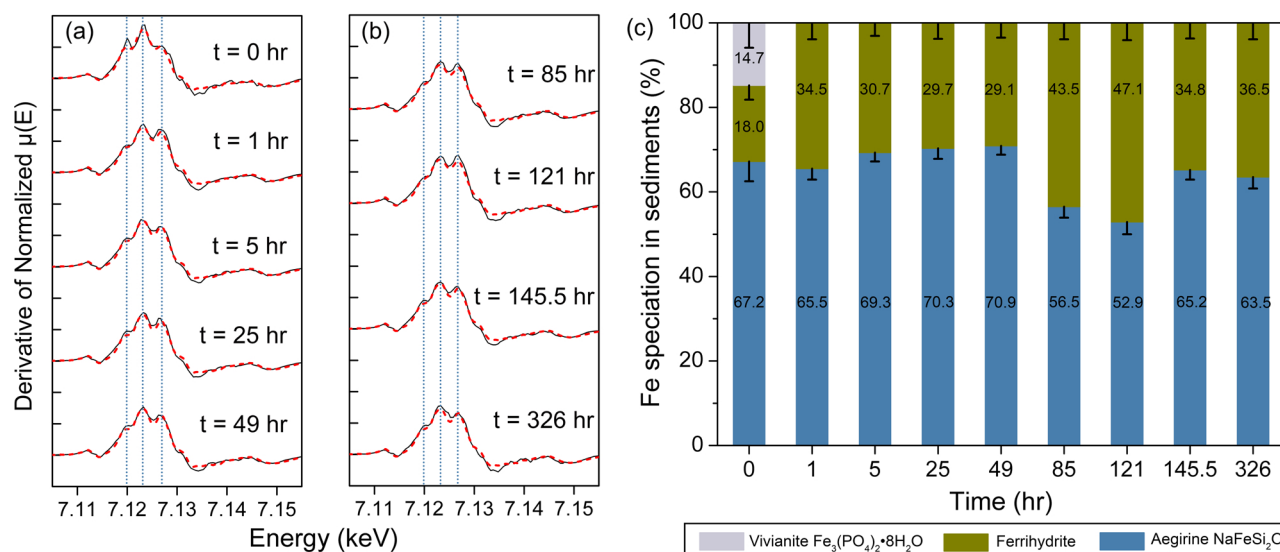 (a)
t = 0 hr
t = 1 hr
t = 5 hr
t = 25 hr
t = 49 hr
7.11 7.12 7.13 7.14 7.15
Derivative of Normalized µ(E)
(b)
t = 85 hr
t = 121 hr
t = 145.5 hr
t = 326 hr
7.11 7.12 7.13 7.14 7.15
Energy (keV)
(c)
Fe speciation in sediments (%)
100
80
60
40
20
0
14.7
18.0 34.5 30.7 29.7 29.1 43.5 47.1 34.8 36.5
67.2 65.5 69.3 70.3 70.9 56.5 52.9 65.2 63.5
0 1 5 25 49 85 121 145.5 326
Time (hr)
Vivianite Fe₃(PO₄)₂•8H₂O Ferrihydrite Aegirine NaFeSi₂O